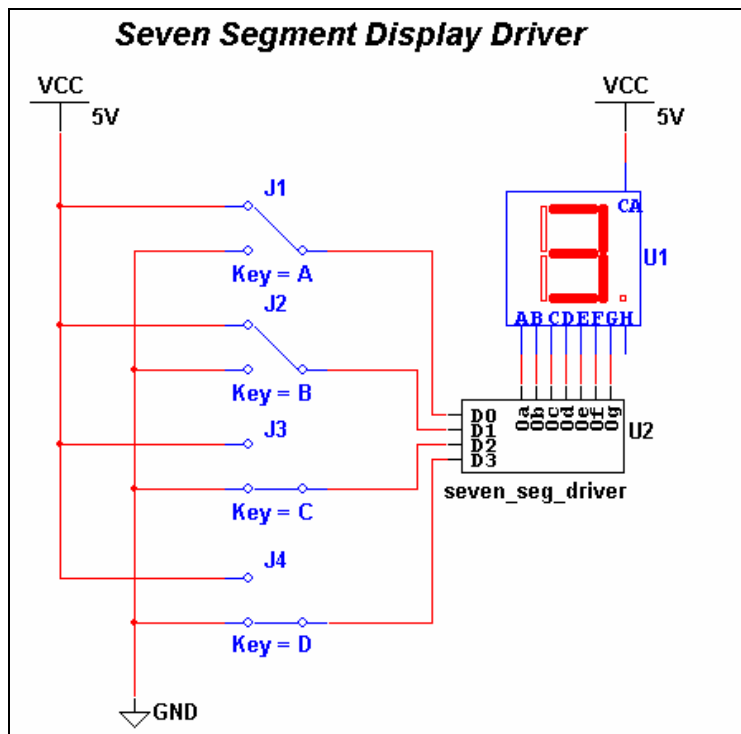 Seven Segment Display Driver
VCC
5V
VCC
5V
J1
Key = A
CA
U1
A B C D E F G H
J2
Key = B
J3
Key = C
D0
D1
D2
D3
Oa Ob Oc Od Oe Of Og
U2
seven_seg_driver
J4
Key = D
GND
3